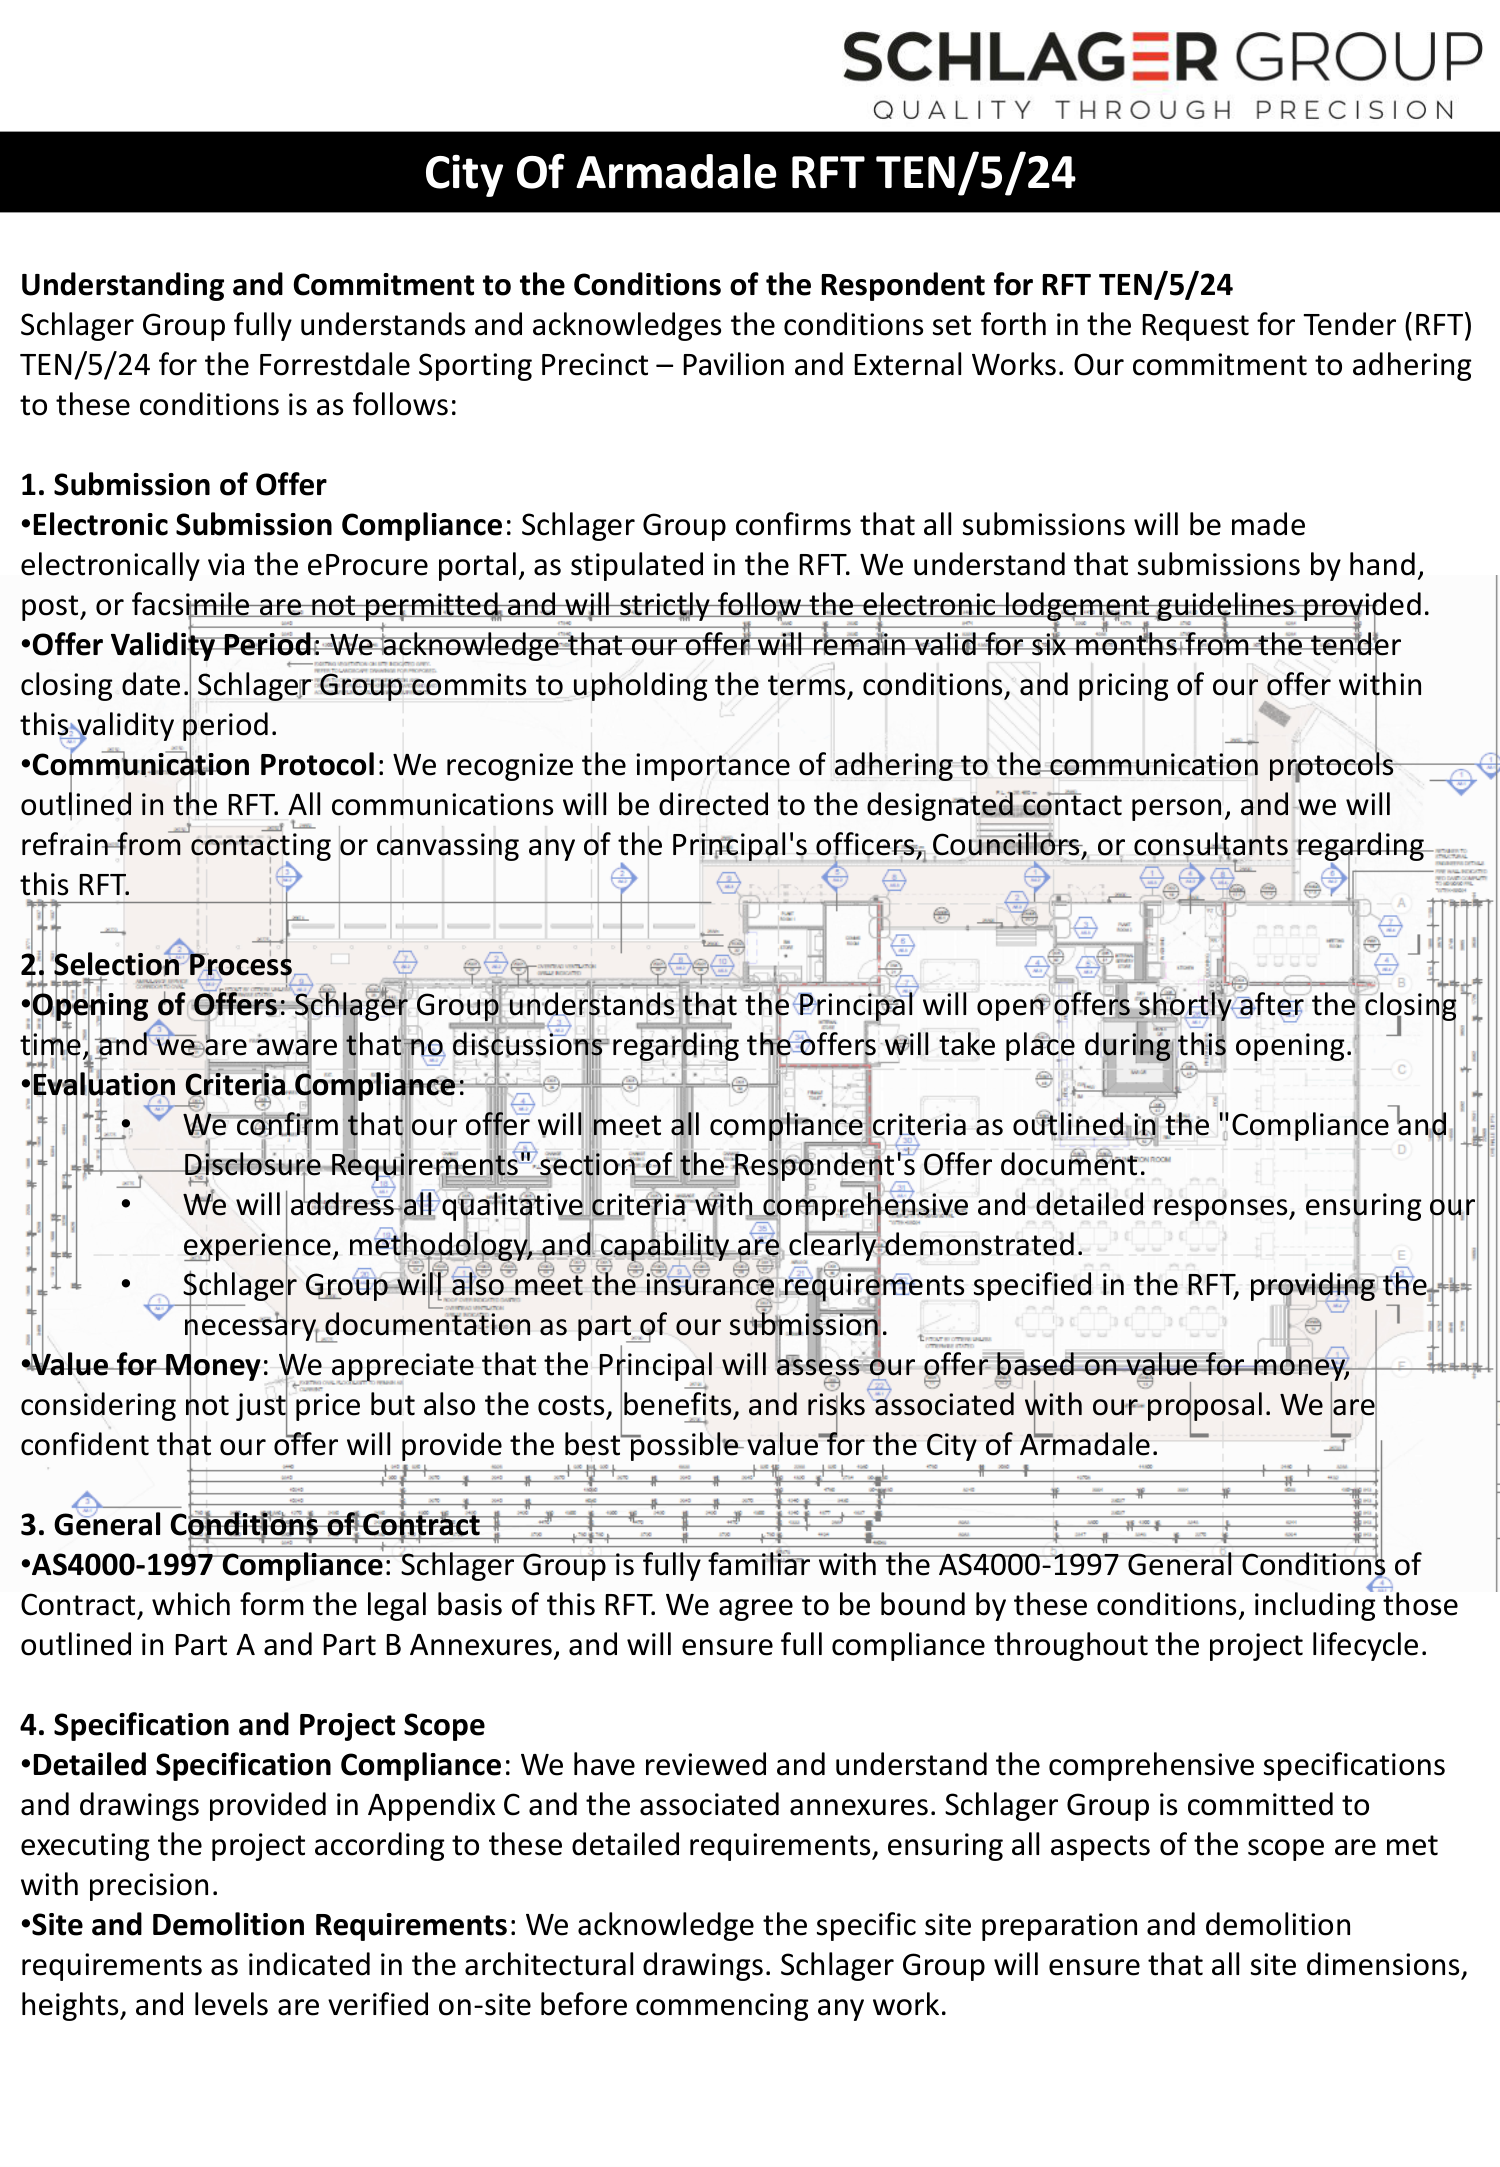 SCHLAGER GROUP
QUALITY THROUGH PRECISION
City Of Armadale RFT TEN/5/24
Understanding and Commitment to the Conditions of the Respondent for RFT TEN/5/24
Schlager Group fully understands and acknowledges the conditions set forth in the Request for Tender (RFT)
TEN/5/24 for the Forrestdale Sporting Precinct – Pavilion and External Works. Our commitment to adhering
to these conditions is as follows:
1. Submission of Offer
•Electronic Submission Compliance: Schlager Group confirms that all submissions will be made
electronically via the eProcure portal, as stipulated in the RFT. We understand that submissions by hand,
post, or facsimile are not permitted and will strictly follow the electronic lodgement guidelines provided.
•Offer Validity Period: We acknowledge that our offer will remain valid for six months from the tender
closing date. Schlager Group commits to upholding the terms, conditions, and pricing of our offer within
this validity period.
•Communication Protocol: We recognize the importance of adhering to the communication protocols
outlined in the RFT. All communications will be directed to the designated contact person, and we will
refrain from contacting or canvassing any of the Principal's officers, Councillors, or consultants regarding
this RFT.
2. Selection Process
•Opening of Offers: Schlager Group understands that the Principal will open offers shortly after the closing
time, and we are aware that no discussions regarding the offers will take place during this opening.
•Evaluation Criteria Compliance:
• We confirm that our offer will meet all compliance criteria as outlined in the "Compliance and
Disclosure Requirements" section of the Respondent's Offer document.
• We will address all qualitative criteria with comprehensive and detailed responses, ensuring our
experience, methodology, and capability are clearly demonstrated.
• Schlager Group will also meet the insurance requirements specified in the RFT, providing the
necessary documentation as part of our submission.
•Value for Money: We appreciate that the Principal will assess our offer based on value for money,
considering not just price but also the costs, benefits, and risks associated with our proposal. We are
confident that our offer will provide the best possible value for the City of Armadale.
3. General Conditions of Contract
•AS4000-1997 Compliance: Schlager Group is fully familiar with the AS4000-1997 General Conditions of
Contract, which form the legal basis of this RFT. We agree to be bound by these conditions, including those
outlined in Part A and Part B Annexures, and will ensure full compliance throughout the project lifecycle.
4. Specification and Project Scope
•Detailed Specification Compliance: We have reviewed and understand the comprehensive specifications
and drawings provided in Appendix C and the associated annexures. Schlager Group is committed to
executing the project according to these detailed requirements, ensuring all aspects of the scope are met
with precision.
•Site and Demolition Requirements: We acknowledge the specific site preparation and demolition
requirements as indicated in the architectural drawings. Schlager Group will ensure that all site dimensions,
heights, and levels are verified on-site before commencing any work.